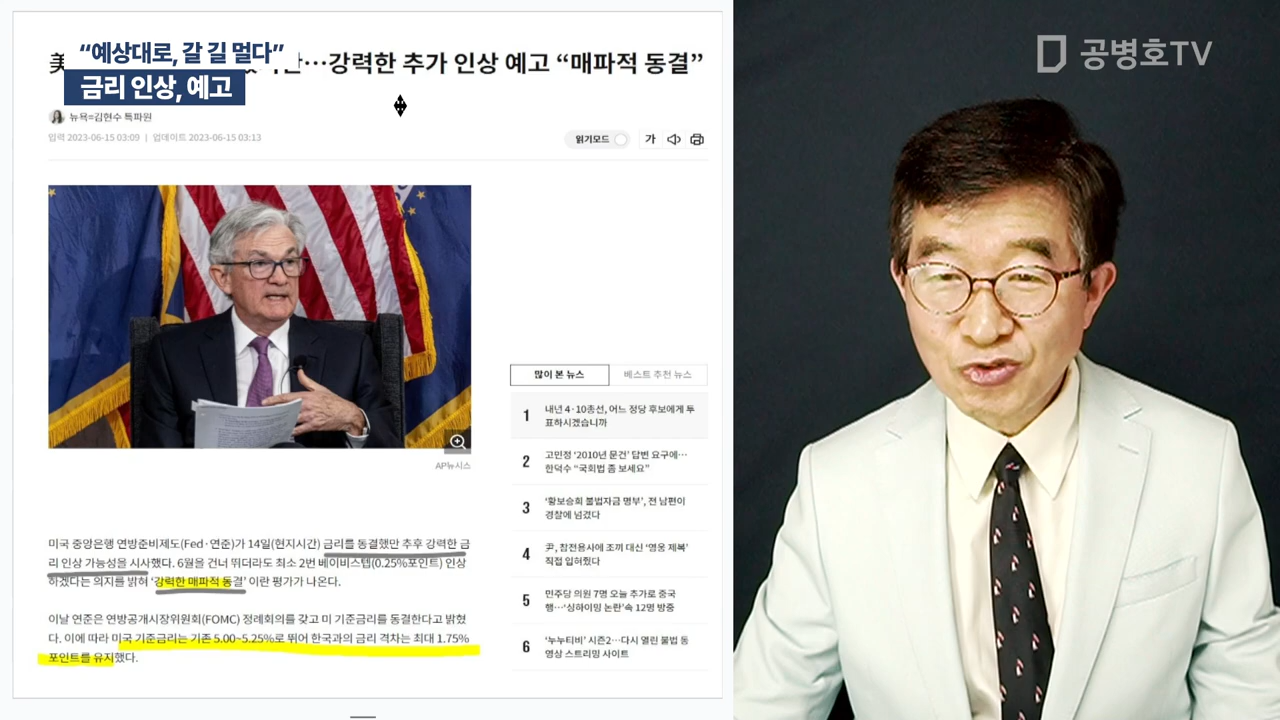 “예상대로, 갈 길 멀다”
금리 인상, 예고
美
…강력한 추가 인상 예고 “매파적 동결”
공병호TV
뉴욕=김현수 특파원
입력 2023-06-15 03:09 | 업데이트 2023-06-15 03:13
읽기모드
가
AP뉴시스
미국 중앙은행 연방준비제도(Fed·연준)가 14일(현지시간) 금리를 동결했만 추후 강력한 금
리 인상 가능성을 시사했다. 6월을 건너 뛰더라도 최소 2번 베이비스텝(0.25%포인트) 인상
하겠다는 의지를 밝혀 ‘강력한 매파적 동결’ 이란 평가가 나온다.
이날 연준은 연방공개시장위원회(FOMC) 정례회의를 갖고 미 기준금리를 동결한다고 밝혔
다. 이에 따라 미국 기준금리는 기존 5.00~5.25%로 뛰어 한국과의 금리 격차는 최대 1.75%
포인트를 유지했다.
많이 본 뉴스
베스트 추천 뉴스
1 내년 4·10총선, 어느 정당 후보에게 투
표하시겠습니까
2 고민정 ‘2010년 문건’ 답변 요구에…
한덕수 “국회법 좀 보세요”
3 ‘황보승희 불법자금 명부’, 전 남편이
경찰에 넘겼다
4 尹, 참전용사에 조끼 대신 ‘영웅 제복’
직접 입혀줬다
5 민주당 의원 7명 오늘 추가로 중국
행…‘싱하이밍 논란’속 12명 방중
6 ‘누누티비’ 시즌2…다시 열린 불법 동
영상 스트리밍 사이트